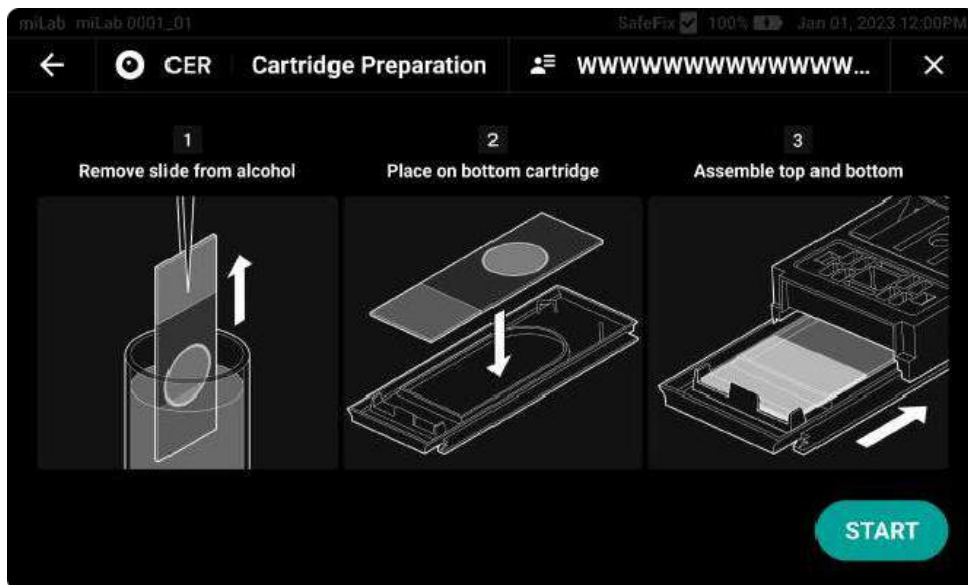 miLab miLab 0001_01 SafeFix 100% Jan 01, 2023 12:00PM
CER Cartridge Preparation WWWWWWWWWWWWWW...
1 2 3
Remove slide from alcohol Place on bottom cartridge Assemble top and bottom
START